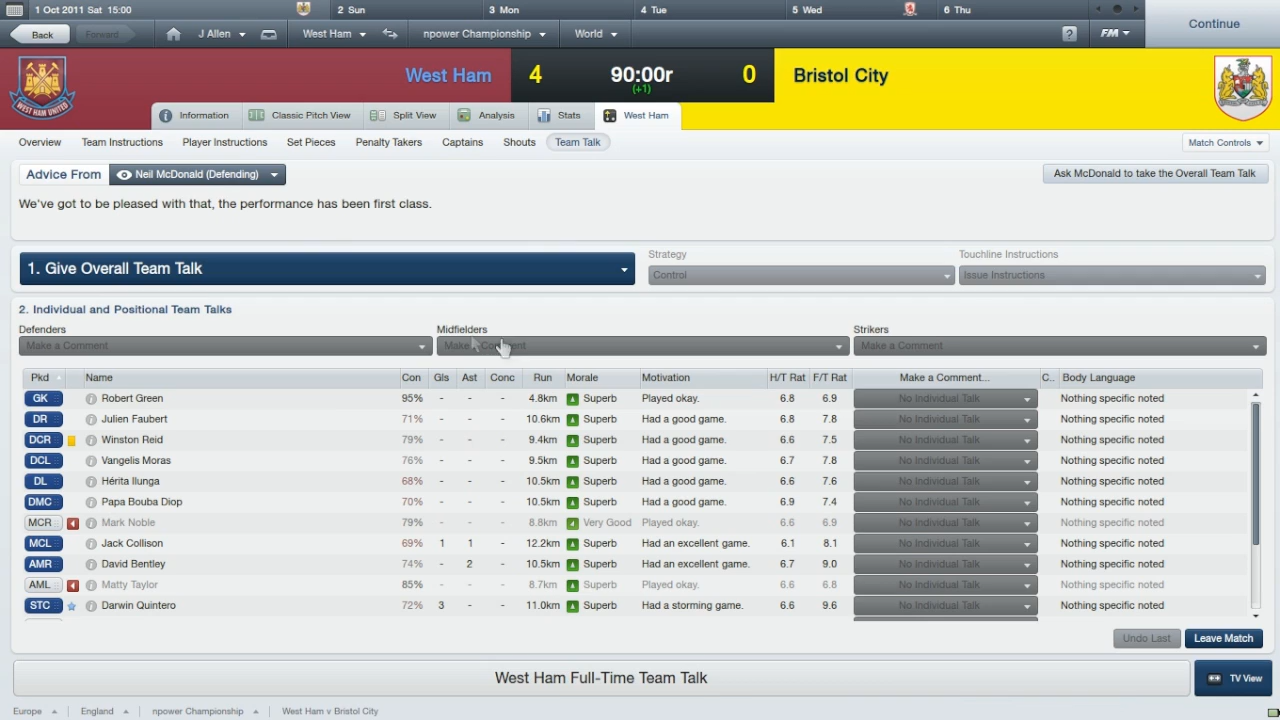 1 Oct 2011 Sat 15:00 2 Sun 3 Mon 4 Tue 5 Wed 6 Thu
Continue
Back Forward J Allen West Ham npower Championship World ? FM
West Ham 4 90:00r 0 Bristol City
(+1)
Information Classic Pitch View Split View Analysis Stats West Ham
Overview Team Instructions Player Instructions Set Pieces Penalty Takers Captains Shouts Team Talk Match Controls
Advice From Neil McDonald (Defending) Ask McDonald to take the Overall Team Talk
We've got to be pleased with that, the performance has been first class.
Strategy Touchline Instructions
1. Give Overall Team Talk Control Issue Instructions
2. Individual and Positional Team Talks
Defenders Midfielders Strikers
Make a Comment Make a Comment Make a Comment
Pkd Name Con Gls Ast Conc Run Morale Motivation H/T Rat F/T Rat Make a Comment... C.. Body Language
GK Robert Green 95% - - - 4.8km Superb Played okay. 6.8 6.9 No Individual Talk Nothing specific noted
DR Julien Faubert 71% - - - 10.6km Superb Had a good game. 6.8 7.8 No Individual Talk Nothing specific noted
DCR Winston Reid 79% - - - 9.4km Superb Had a good game. 6.6 7.5 No Individual Talk Nothing specific noted
DCL Vangelis Moras 76% - - - 9.5km Superb Had a good game. 6.7 7.8 No Individual Talk Nothing specific noted
DL Hérita Ilunga 68% - - - 10.5km Superb Had a good game. 6.6 7.6 No Individual Talk Nothing specific noted
DMC Papa Bouba Diop 70% - - - 10.5km Superb Had a good game. 6.9 7.4 No Individual Talk Nothing specific noted
MCR Mark Noble 79% - - - 8.8km Very Good Played okay. 6.6 6.9 No Individual Talk Nothing specific noted
MCL Jack Collison 69% 1 1 - 12.2km Superb Had an excellent game. 6.1 8.1 No Individual Talk Nothing specific noted
AMR David Bentley 74% - 2 - 10.5km Superb Had an excellent game. 6.7 9.0 No Individual Talk Nothing specific noted
AML Matty Taylor 85% - - - 8.7km Superb Played okay. 6.6 6.8 No Individual Talk Nothing specific noted
STC Darwin Quintero 72% 3 - - 11.0km Superb Had a storming game. 6.6 9.6 No Individual Talk Nothing specific noted
Undo Last Leave Match
West Ham Full-Time Team Talk TV View
Europe England npower Championship West Ham v Bristol City